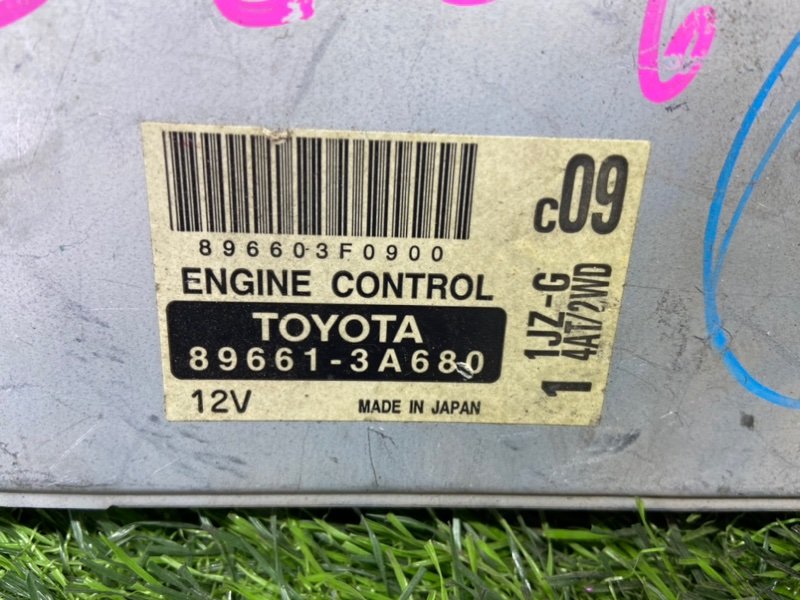 896603F0900
C09
ENGINE CONTROL
TOYOTA
89661-3A680
12V
MADE IN JAPAN
1JZ-G
1 4AT/2WD